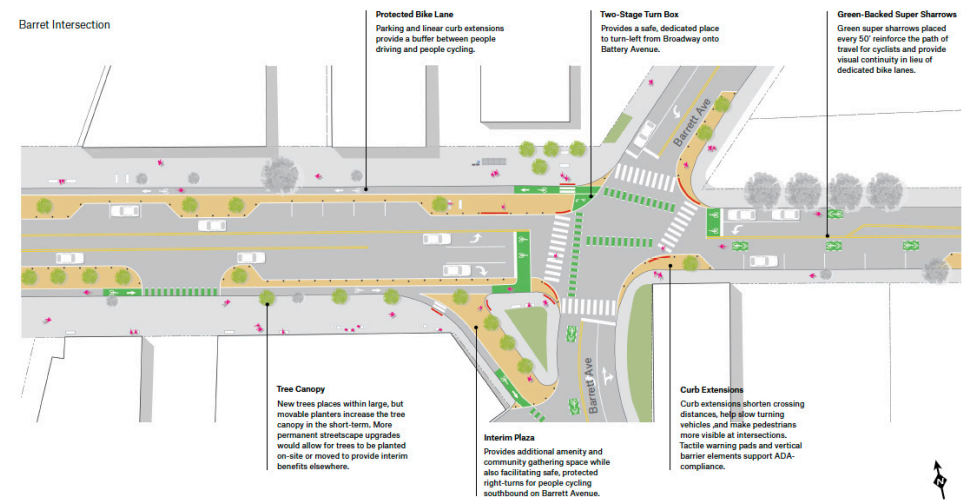 Barret Intersection
Protected Bike Lane
Parking and linear curb extensions
provide a buffer between people
driving and people cycling.
Two-Stage Turn Box
Provides a safe, dedicated place
to turn-left from Broadway onto
Battery Avenue.
Green-Backed Super Sharrows
Green super sharrows placed
every 50' reinforce the path of
travel for cyclists and provide
visual continuity in lieu of
dedicated bike lanes.
Barrett Ave
Barrett Ave
Tree Canopy
New trees places within large, but
movable planters increase the tree
canopy in the short-term. More
permanent streetscape upgrades
would allow for trees to be planted
on-site or moved to provide interim
benefits elsewhere.
Interim Plaza
Provides additional amenity and
community gathering space while
also facilitating safe, protected
right-turns for people cycling
southbound on Barrett Avenue.
Curb Extensions
Curb extensions shorten crossing
distances, help slow turning
vehicles ,and make pedestrians
more visible at intersections.
Tactile warning pads and vertical
barrier elements support ADA-
compliance.
N